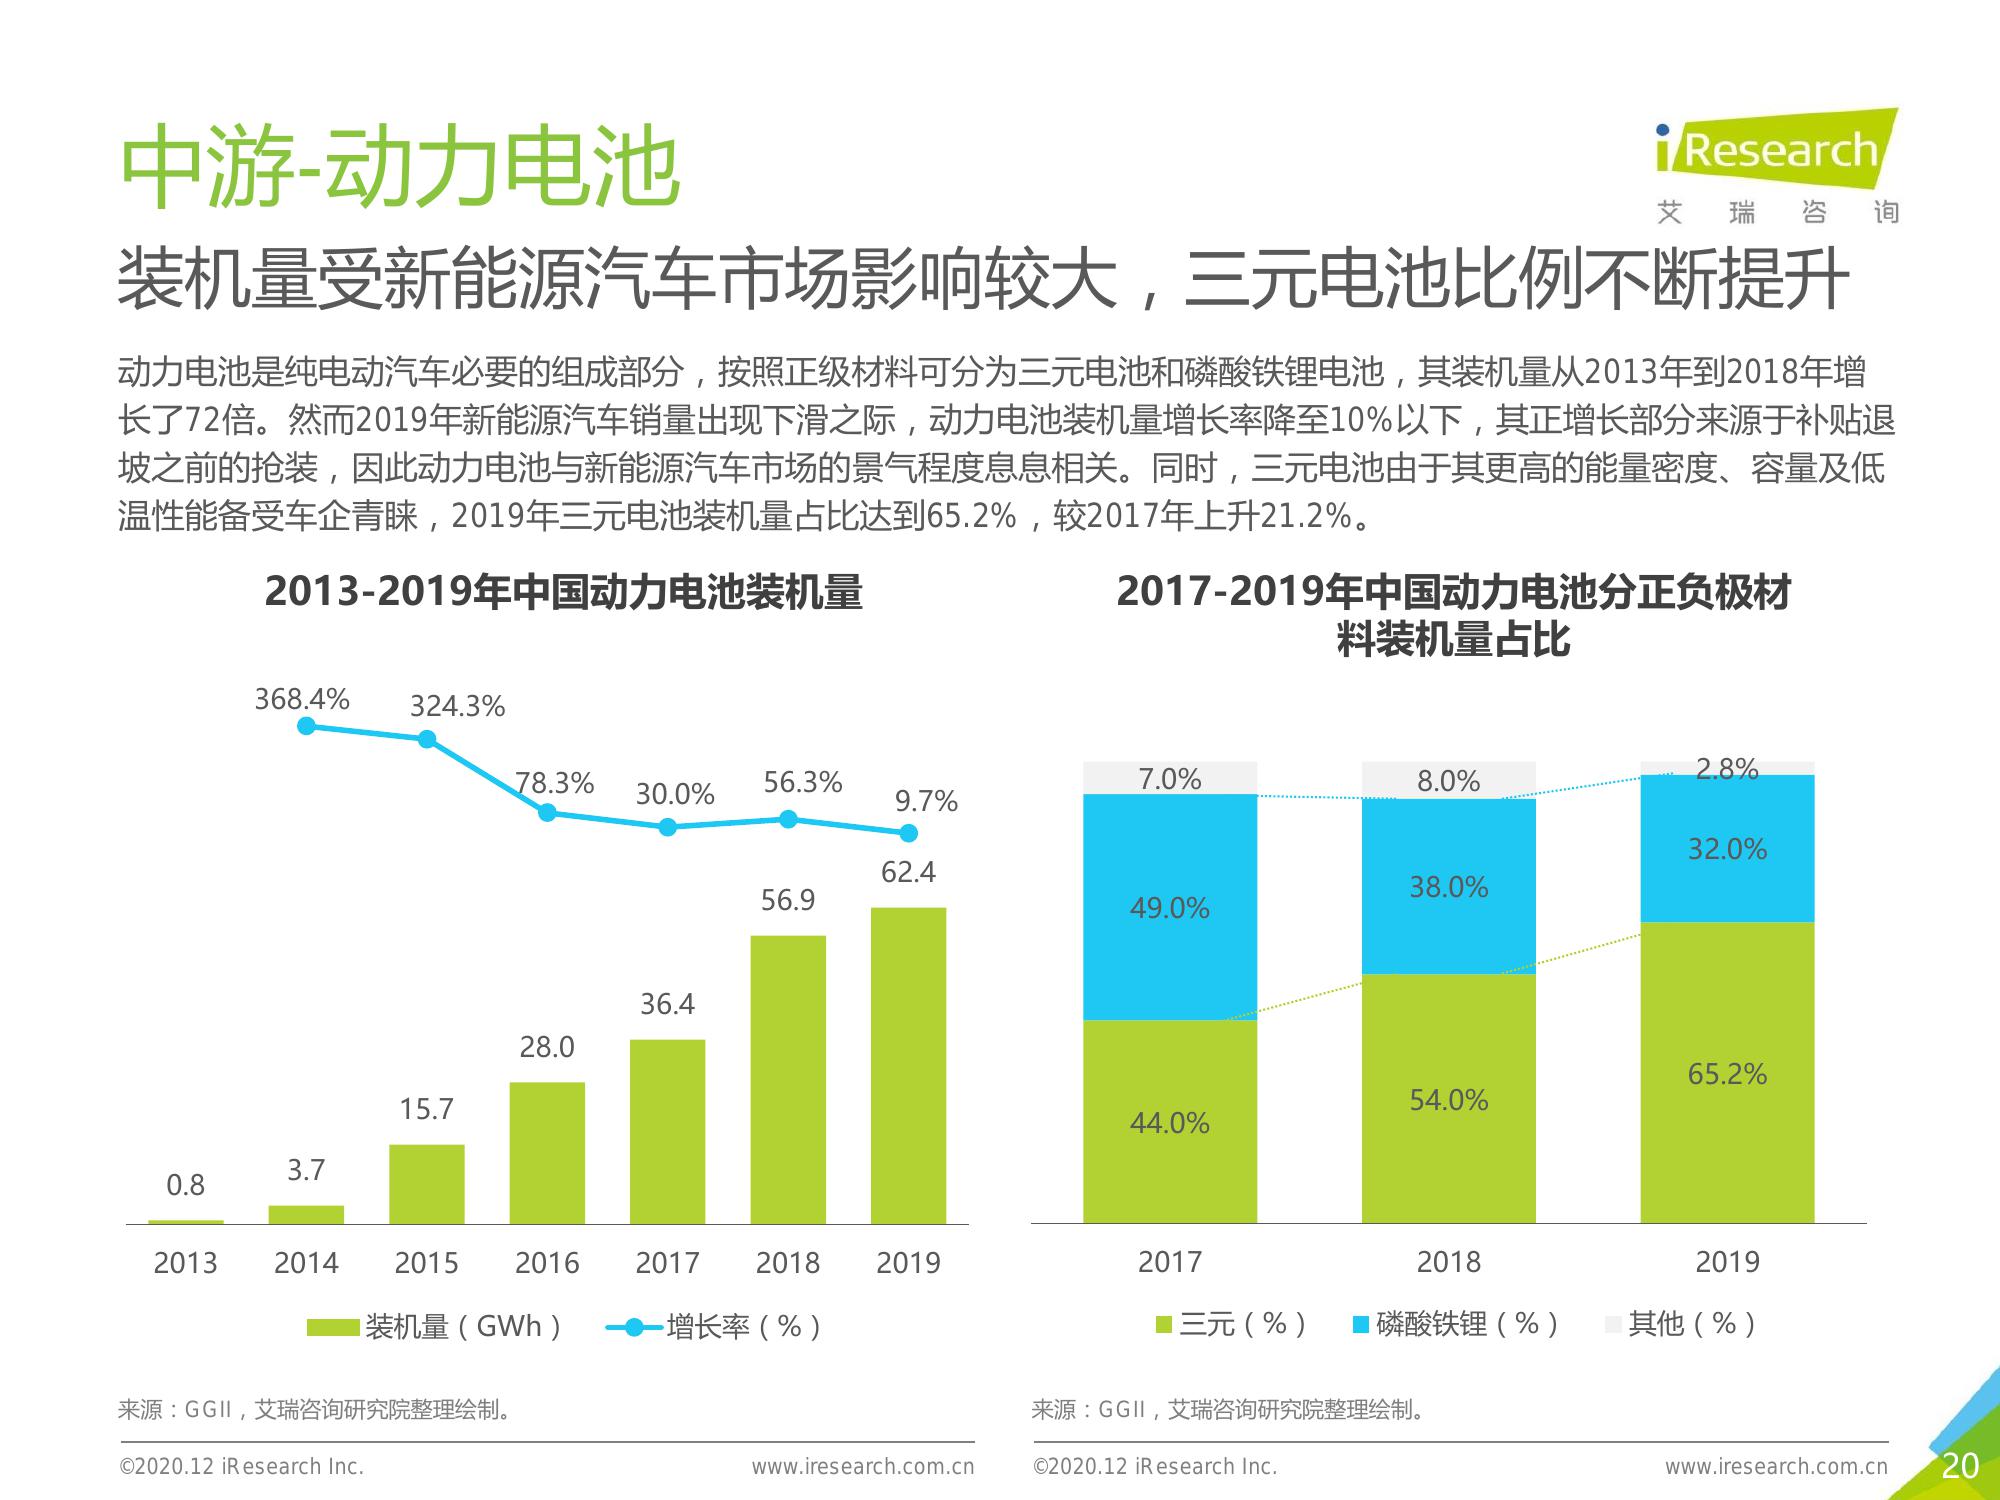 中游-动力电池
iResearch
艾瑞咨询
装机量受新能源汽车市场影响较大，三元电池比例不断提升
动力电池是纯电动汽车必要的组成部分，按照正级材料可分为三元电池和磷酸铁锂电池，其装机量从2013年到2018年增
长了72倍。然而2019年新能源汽车销量出现下滑之际，动力电池装机量增长率降至10%以下，其正增长部分来源于补贴退
坡之前的抢装，因此动力电池与新能源汽车市场的景气程度息息相关。同时，三元电池由于其更高的能量密度、容量及低
温性能备受车企青睐，2019年三元电池装机量占比达到65.2%，较2017年上升21.2%。
2013-2019年中国动力电池装机量
368.4%
324.3%
78.3%
30.0%
56.3%
9.7%
0.8
3.7
15.7
28.0
36.4
56.9
62.4
2013 2014 2015 2016 2017 2018 2019
装机量（GWh） 增长率（%）
来源：GGII，艾瑞咨询研究院整理绘制。
©2020.12 iResearch Inc. www.iresearch.com.cn
2017-2019年中国动力电池分正负极材
料装机量占比
7.0% 8.0% 2.8%
49.0% 38.0% 32.0%
44.0% 54.0% 65.2%
2017 2018 2019
三元（%） 磷酸铁锂（%） 其他（%）
来源：GGII，艾瑞咨询研究院整理绘制。
©2020.12 iResearch Inc. www.iresearch.com.cn
20